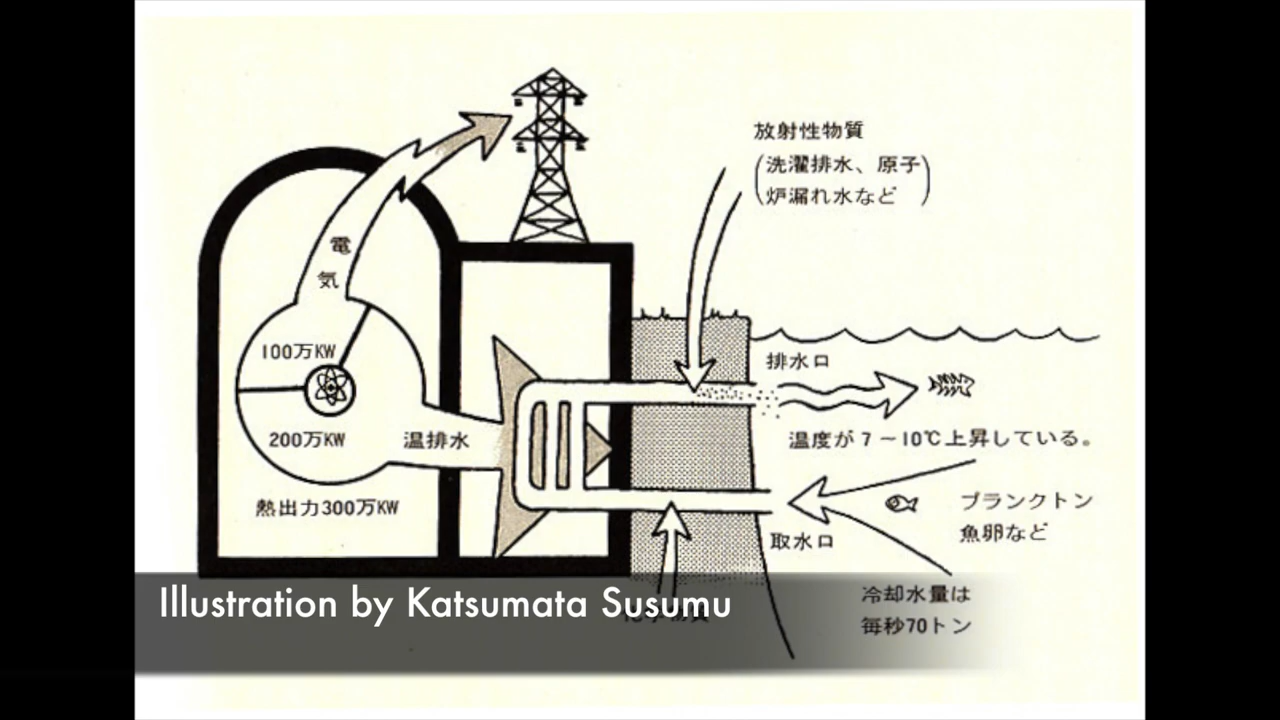 放射性物質
(洗濯排水、原子
炉漏れ水など)
電
気
100万KW
200万KW
温排水
熱出力300万KW
排水口
温度が7～10℃上昇している。
プランクトン
魚卵など
取水口
冷却水量は
毎秒70トン
Illustration by Katsumata Susumu